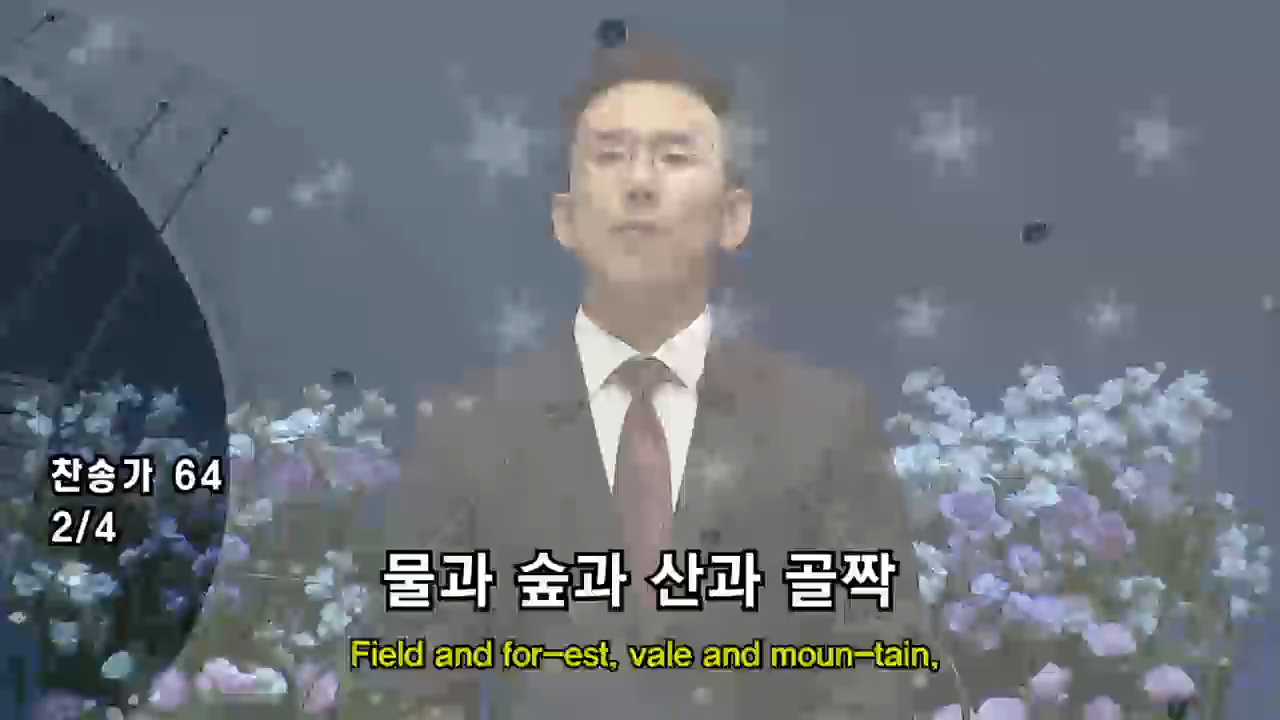 찬송가 64
2/4
물과 숲과 산과 골짝
Field and for-est, vale and moun-tain,